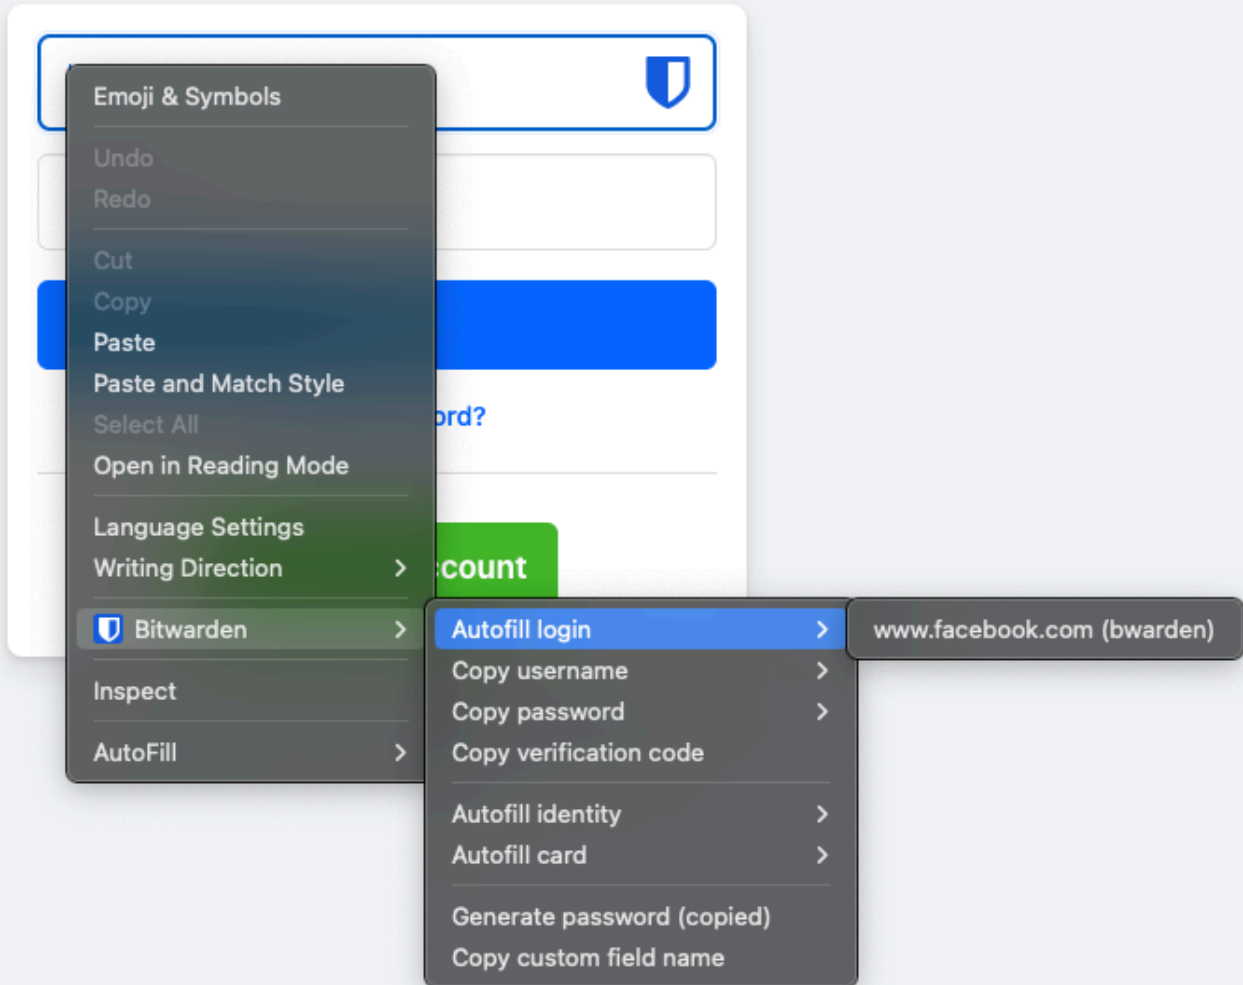 Emoji & Symbols
Undo
Redo
Cut
Copy
Paste
Paste and Match Style
Select All
ord?
Open in Reading Mode
Language Settings
Writing Direction
count
Bitwarden
Inspect
AutoFill
Autofill login
Copy username
Copy password
Copy verification code
Autofill identity
Autofill card
Generate password (copied)
Copy custom field name
www.facebook.com (bwarden)